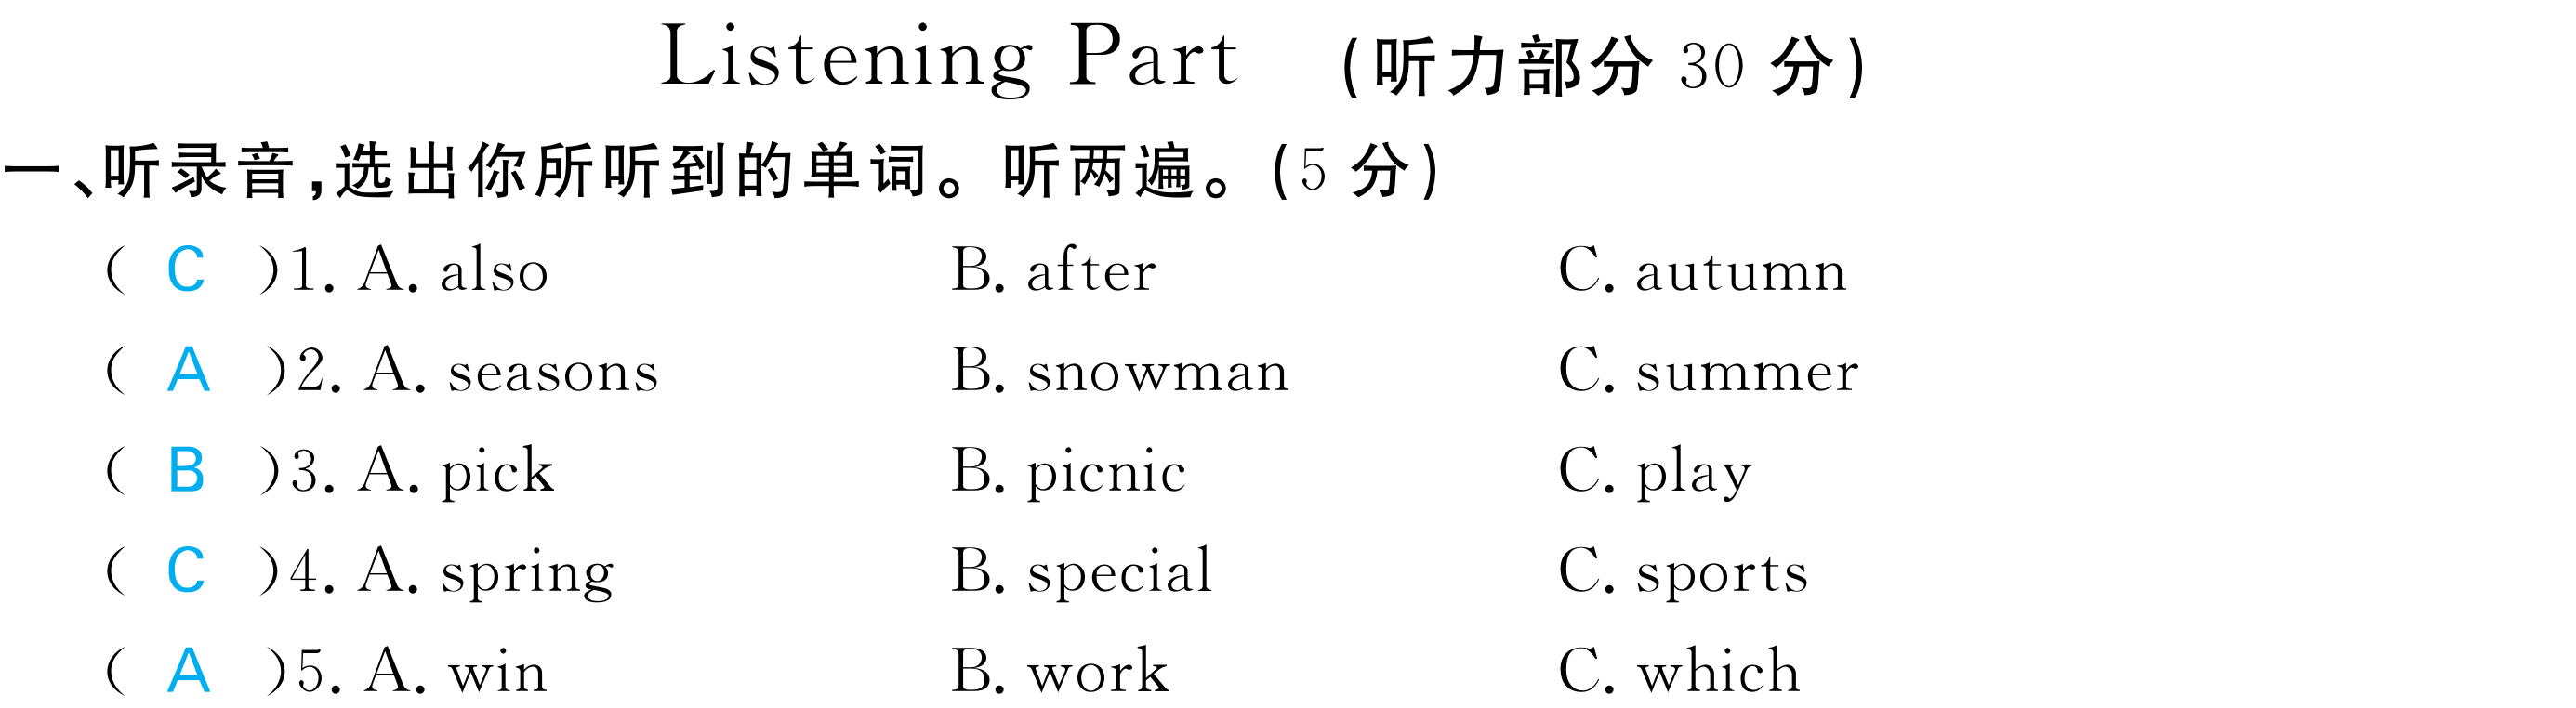 Listening Part (听力部分 30 分)
一、听录音,选出你所听到的单词。听两遍。(5 分)
( C )1. A. also B. after C. autumn
( A )2. A. seasons B. snowman C. summer
( B )3. A. pick B. picnic C. play
( C )4. A. spring B. special C. sports
( A )5. A. win B. work C. which